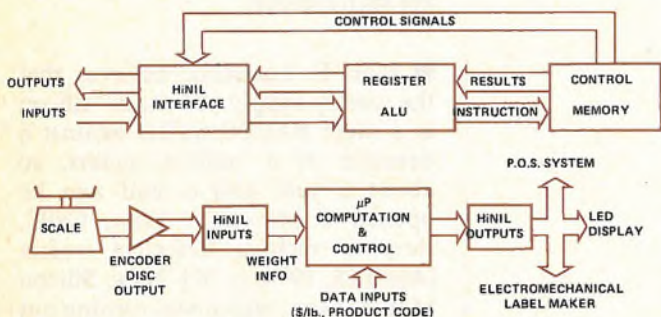 CONTROL SIGNALS
OUTPUTS
INPUTS
HiNIL
INTERFACE
REGISTER
ALU
RESULTS
INSTRUCTION
CONTROL
MEMORY
P.O.S. SYSTEM
SCALE
ENCODER
DISC
OUTPUT
HiNIL
INPUTS
WEIGHT
INFO
μP
COMPUTATION
&
CONTROL
DATA INPUTS
($/lb., PRODUCT CODE)
HiNIL
OUTPUTS
LED
DISPLAY
ELECTROMECHANICAL
LABEL MAKER